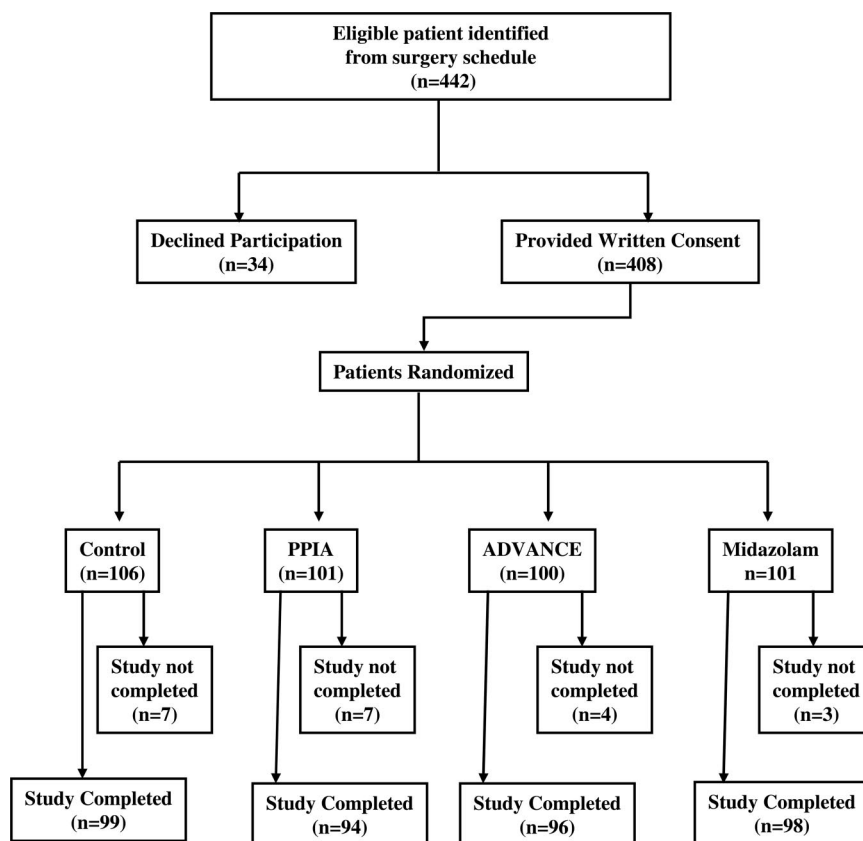 Eligible patient identified
from surgery schedule
(n=442)
Declined Participation
(n=34)
Provided Written Consent
(n=408)
Patients Randomized
Control
(n=106)
PPIA
(n=101)
ADVANCE
(n=100)
Midazolam
n=101
Study not
completed
(n=7)
Study not
completed
(n=7)
Study not
completed
(n=4)
Study not
completed
(n=3)
Study Completed
(n=99)
Study Completed
(n=94)
Study Completed
(n=96)
Study Completed
(n=98)